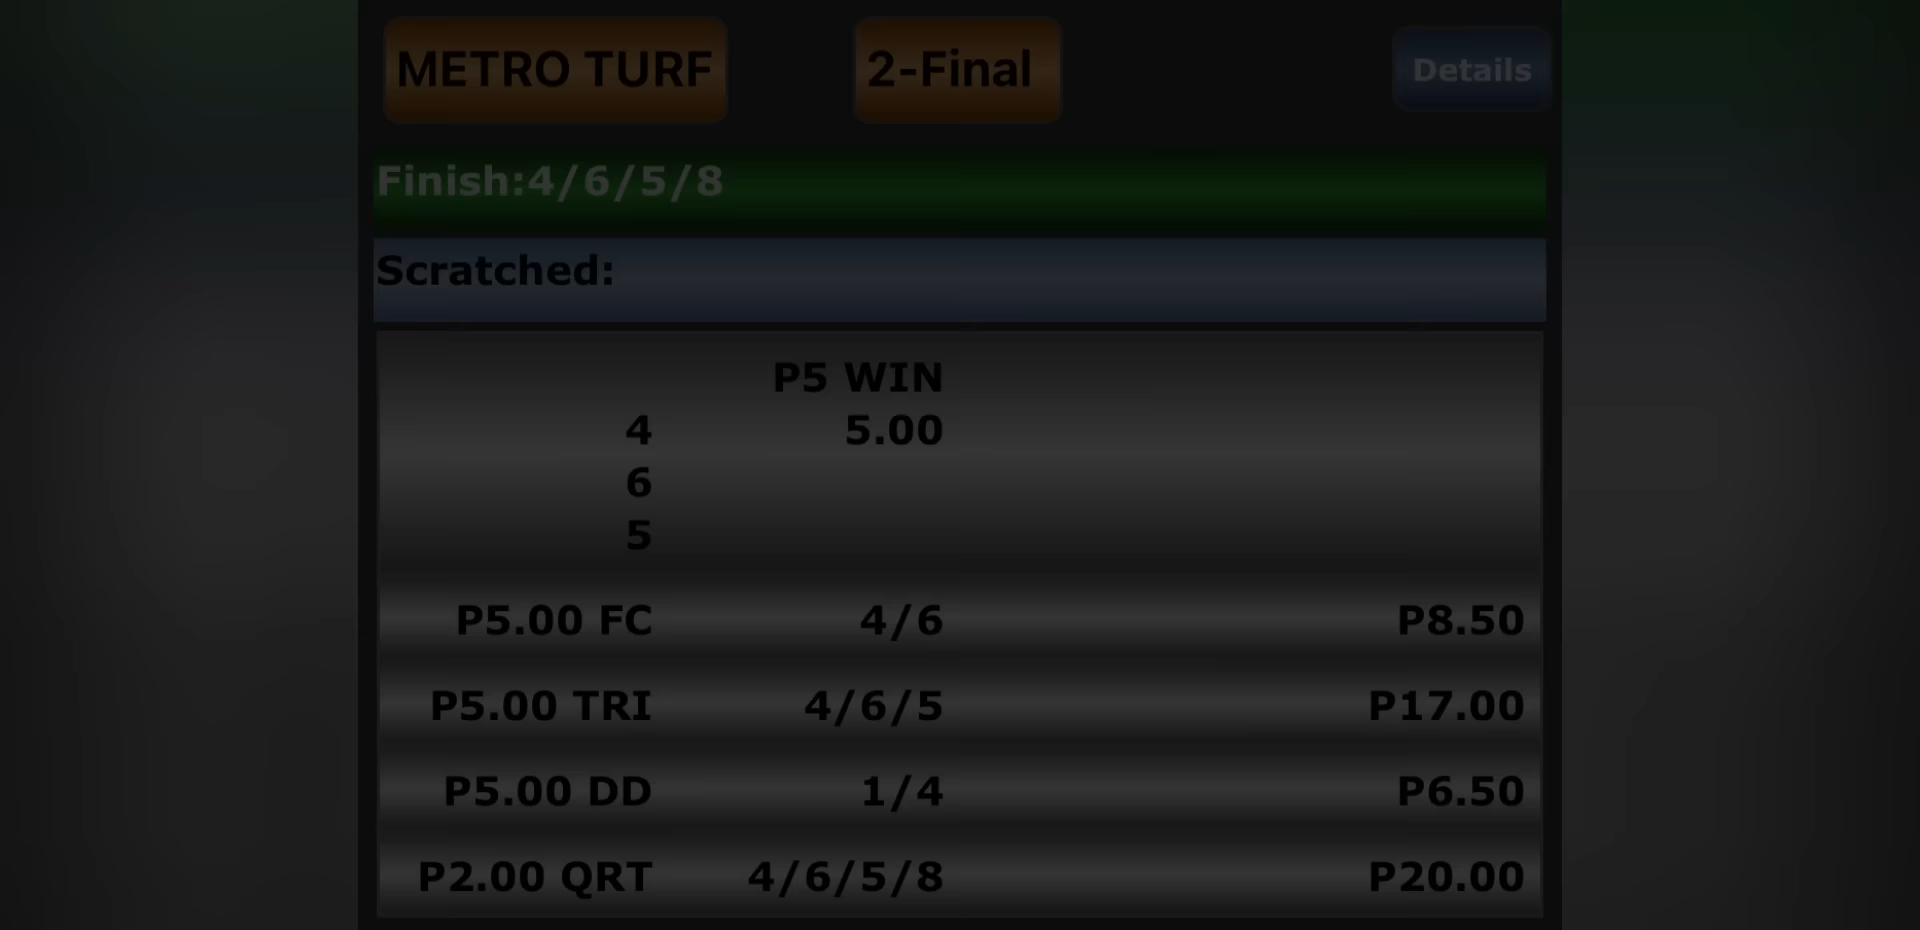 METRO TURF 2-Final Details
Finish:4/6/5/8
Scratched:
P5 WIN
4 5.00
6
5
P5.00 FC 4/6 P8.50
P5.00 TRI 4/6/5 P17.00
P5.00 DD 1/4 P6.50
P2.00 QRT 4/6/5/8 P20.00